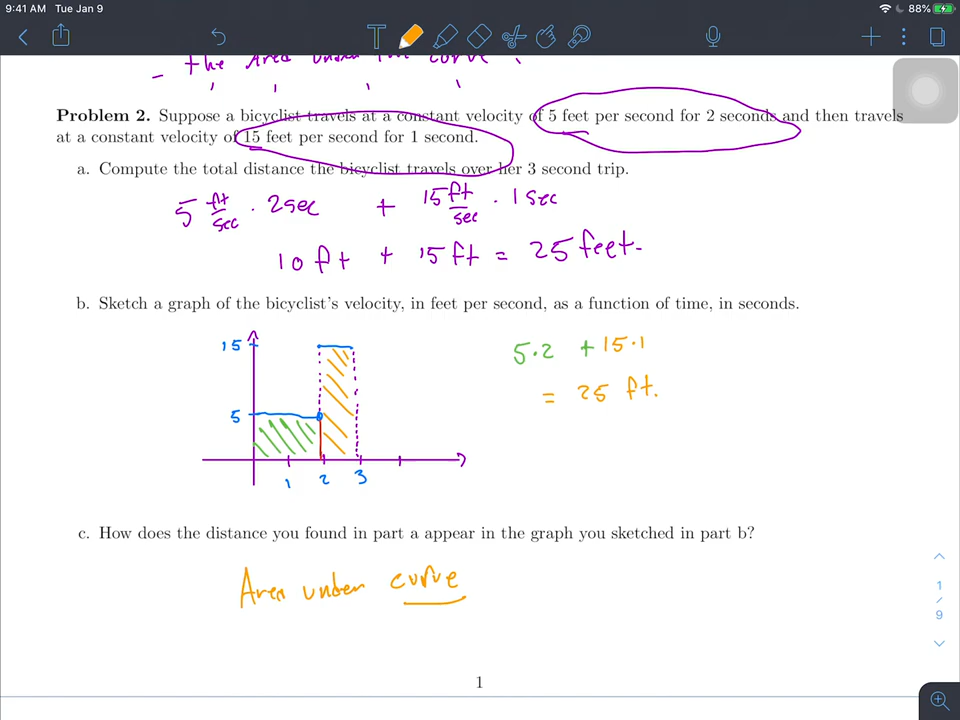 9:41 AM Tue Jan 9
88%
- the Area under the curve.
Problem 2. Suppose a bicyclist travels at a constant velocity of 5 feet per second for 2 seconds and then travels
at a constant velocity of 15 feet per second for 1 second.
a. Compute the total distance the bicyclist travels over her 3 second trip.
5 ft/sec · 2sec + 15 ft/sec · 1 sec
10 ft + 15 ft = 25 feet.
b. Sketch a graph of the bicyclist's velocity, in feet per second, as a function of time, in seconds.
15
5·2 + 15·1
= 25 ft.
5
1 2 3
c. How does the distance you found in part a appear in the graph you sketched in part b?
Area under curve
1
/
9
1